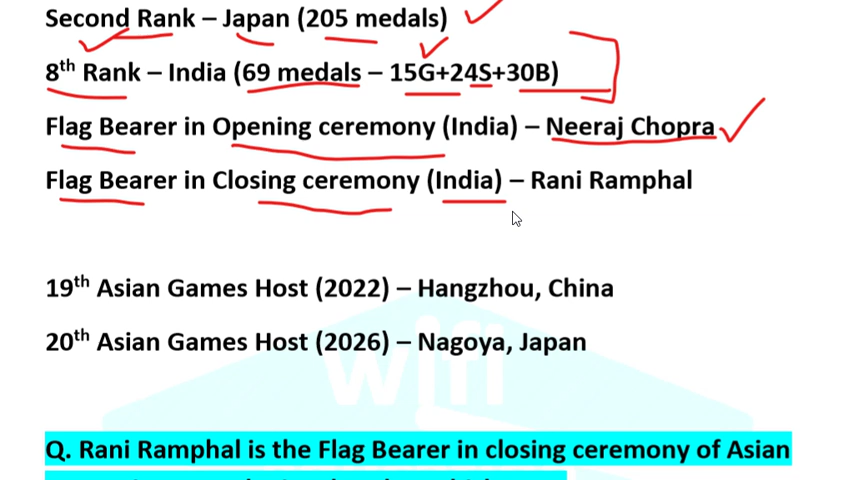 Second Rank – Japan (205 medals)
8th Rank – India (69 medals – 15G+24S+30B)
Flag Bearer in Opening ceremony (India) – Neeraj Chopra
Flag Bearer in Closing ceremony (India) – Rani Ramphal
19th Asian Games Host (2022) – Hangzhou, China
20th Asian Games Host (2026) – Nagoya, Japan
wifi
Q. Rani Ramphal is the Flag Bearer in closing ceremony of Asian